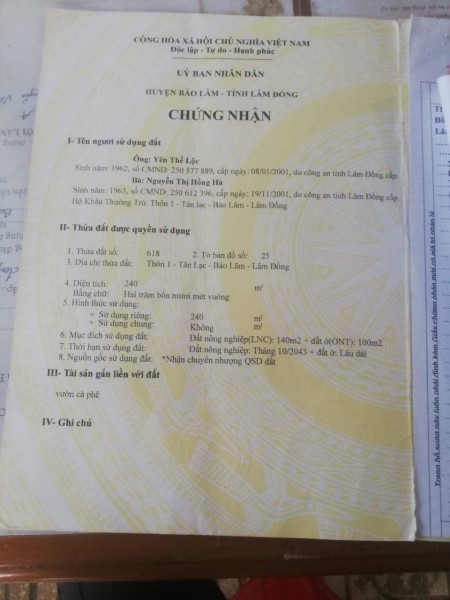 CỘNG HÒA XÃ HỘI CHỦ NGHĨA VIỆT NAM
Độc lập - Tự do - Hạnh phúc
UỶ BAN NHÂN DÂN
HUYỆN BẢO LÂM - TỈNH LÂM ĐỒNG
CHỨNG NHẬN
I- Tên người sử dụng đất
Ông: Yên Thế Lộc
Sinh năm: 1962, số CMND: 250 577 889, cấp ngày: 08/01/2001, do công an tỉnh Lâm Đồng cấp
Bà: Nguyễn Thị Hồng Hà
Sinh năm: 1963, số CMND: 250 612 396, cấp ngày: 19/11/2001, do công an tỉnh Lâm Đồng cấp.
Hộ Khẩu Thường Trú: Thôn 1 - Tân lạc - Bảo Lâm - Lâm Đồng
II- Thửa đất được quyền sử dụng
1. Thửa đất số: 618 2. Tờ bản đồ số: 25
3. Địa chỉ thửa đất: Thôn 1 - Tân Lạc - Bảo Lâm - Lâm Đồng
4. Diện tích: 240 m²
Bằng chữ: Hai trăm bốn mươi mét vuông
5. Hình thức sử dụng:
+ Sử dụng riêng: 240 m²
+ Sử dụng chung: Không m²
6. Mục đích sử dụng đất: Đất nông nghiệp(LNC): 140m2 + đất ở(ONT): 100m2
7. Thời hạn sử dụng đất: Đất nông nghiệp: Tháng 10/2043 + đất ở: Lâu dài
8. Nguồn gốc sử dụng đất: *Nhận chuyển nhượng QSD đất
III- Tài sản gắn liền với đất
vườn cà phê
IV- Ghi chú